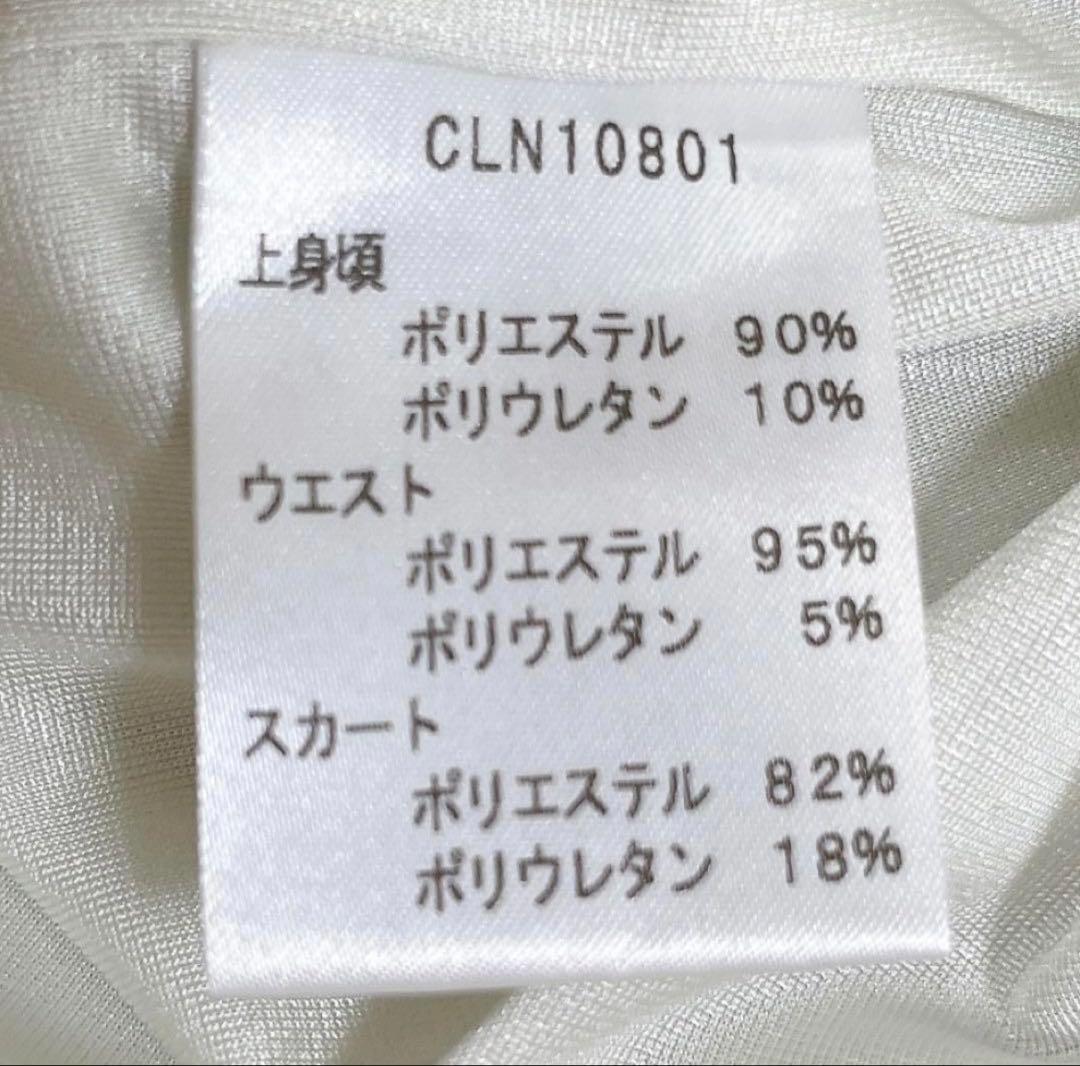 CLN10801
上身頃
ポリエステル 90%
ポリウレタン 10%
ウエスト
ポリエステル 95%
ポリウレタン 5%
スカート
ポリエステル 82%
ポリウレタン 18%